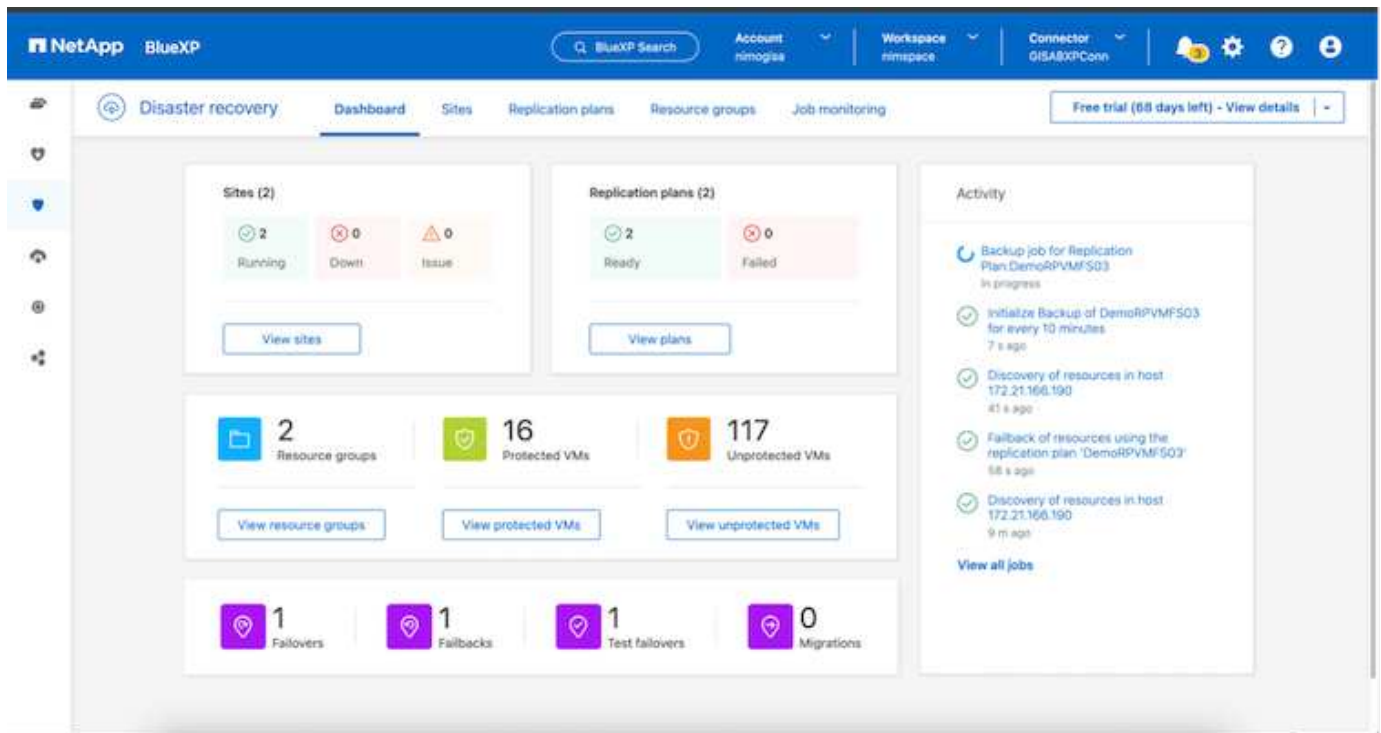 NetApp BlueXP
BlueXP Search
Account
nimogisa
Workspace
nimspace
Connector
GISABXPConn
3
Disaster recovery
Dashboard
Sites
Replication plans
Resource groups
Job monitoring
Free trial (68 days left) - View details
Sites (2)
2
Running
0
Down
0
Issue
View sites
Replication plans (2)
2
Ready
0
Failed
View plans
2
Resource groups
View resource groups
16
Protected VMs
View protected VMs
117
Unprotected VMs
View unprotected VMs
1
Failovers
1
Failbacks
1
Test failovers
0
Migrations
Activity
Backup job for Replication
Plan DemoRPVMFS03
In progress
Initialize Backup of DemoRPVMFS03
for every 10 minutes
7 s ago
Discovery of resources in host
172.21.166.190
41 s ago
Failback of resources using the
replication plan 'DemoRPVMFS03'
58 s ago
Discovery of resources in host
172.21.166.190
9 m ago
View all jobs